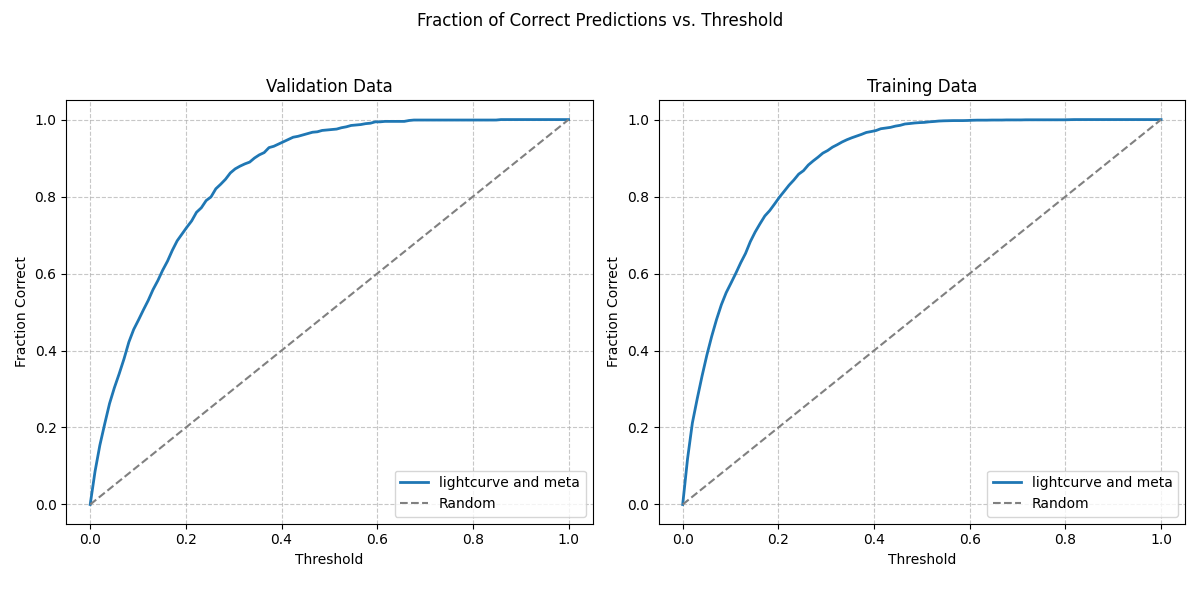 Fraction of Correct Predictions vs. Threshold
Validation Data
1.0
0.8
0.6
0.4
0.2
0.0
Fraction Correct
0.0 0.2 0.4 0.6 0.8 1.0
Threshold
lightcurve and meta
Random
Training Data
1.0
0.8
0.6
0.4
0.2
0.0
Fraction Correct
0.0 0.2 0.4 0.6 0.8 1.0
Threshold
lightcurve and meta
Random